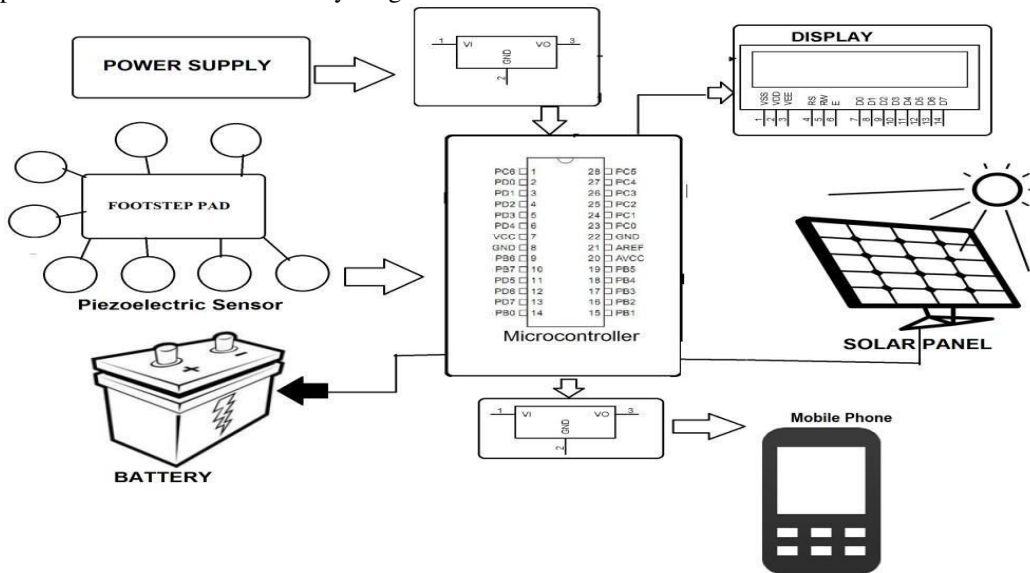 POWER SUPPLY
1 VI VO 3
GND
2
DISPLAY
VSS VDD VEE RS RW E D0 D1 D2 D3 D4 D5 D6 D7
1 2 3 4 5 6 7 8 9 10 11 12 13 14
FOOTSTEP PAD
Piezoelectric Sensor
PC6 1 28 PC5
PD0 2 27 PC4
PD1 3 26 PC3
PD2 4 25 PC2
PD3 5 24 PC1
PD4 6 23 PC0
VCC 7 22 GND
GND 8 21 AREF
PB6 9 20 AVCC
PB7 10 19 PB5
PD5 11 18 PB4
PD6 12 17 PB3
PD7 13 16 PB2
PB0 14 15 PB1
Microcontroller
SOLAR PANEL
+ -
BATTERY
1 VI VO 3
GND
2
Mobile Phone